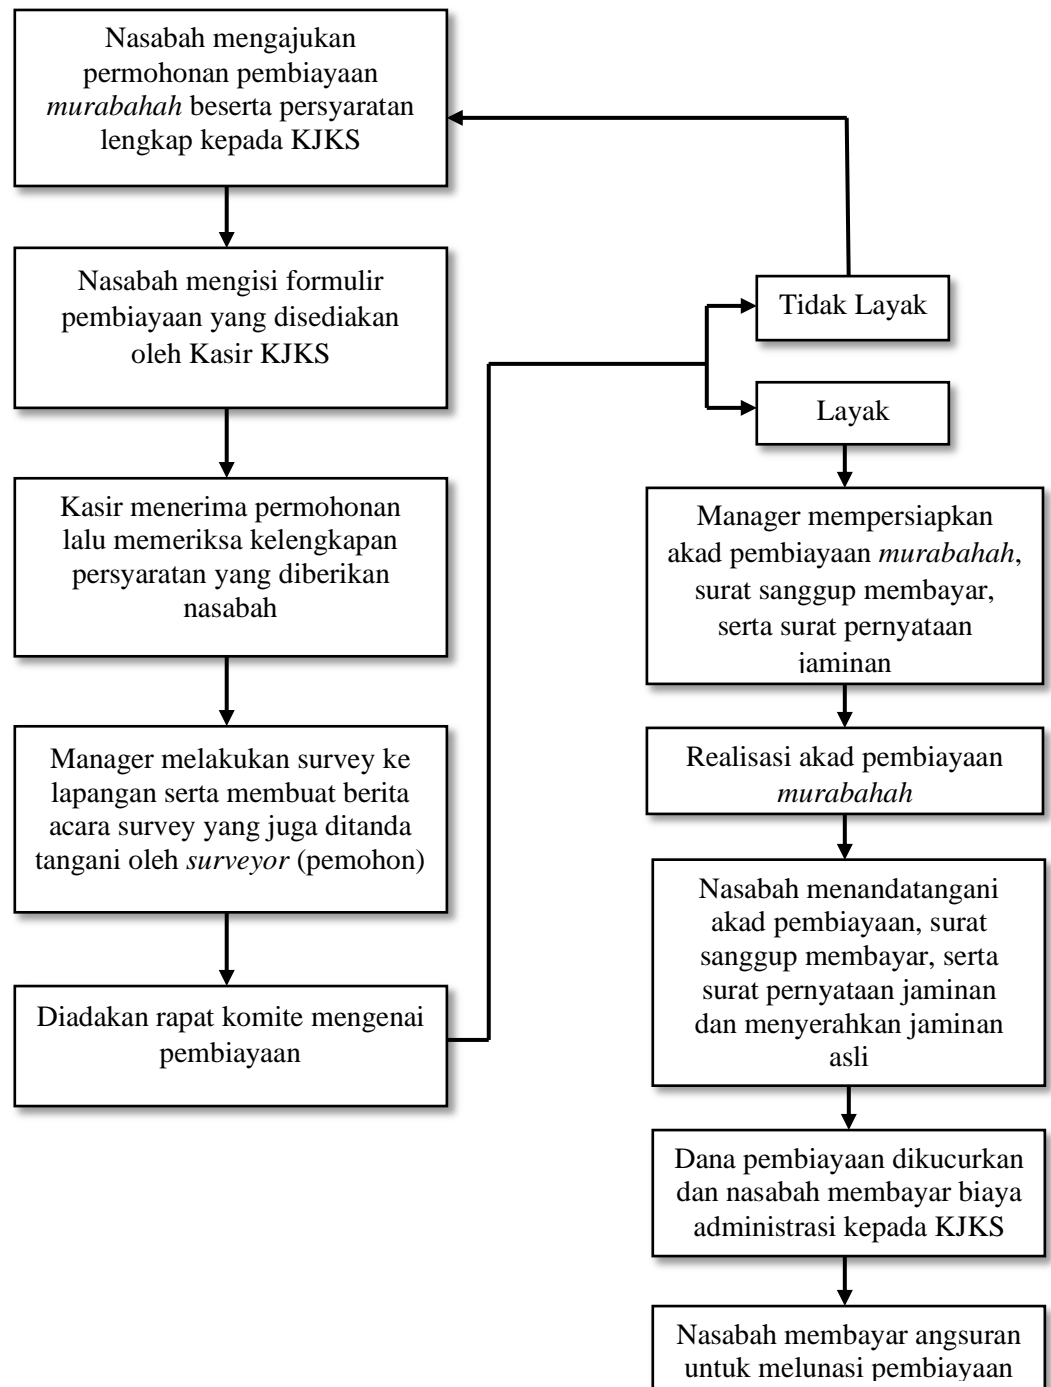 Nasabah mengajukan
permohonan pembiayaan
murabahah beserta persyaratan
lengkap kepada KJKS
Nasabah mengisi formulir
pembiayaan yang disediakan
oleh Kasir KJKS
Kasir menerima permohonan
lalu memeriksa kelengkapan
persyaratan yang diberikan
nasabah
Manager melakukan survey ke
lapangan serta membuat berita
acara survey yang juga ditanda
tangani oleh surveyor (pemohon)
Diadakan rapat komite mengenai
pembiayaan
Tidak Layak
Layak
Manager mempersiapkan
akad pembiayaan murabahah,
surat sanggup membayar,
serta surat pernyataan
jaminan
Realisasi akad pembiayaan
murabahah
Nasabah menandatangani
akad pembiayaan, surat
sanggup membayar, serta
surat pernyataan jaminan
dan menyerahkan jaminan
asli
Dana pembiayaan dikucurkan
dan nasabah membayar biaya
administrasi kepada KJKS
Nasabah membayar angsuran
untuk melunasi pembiayaan